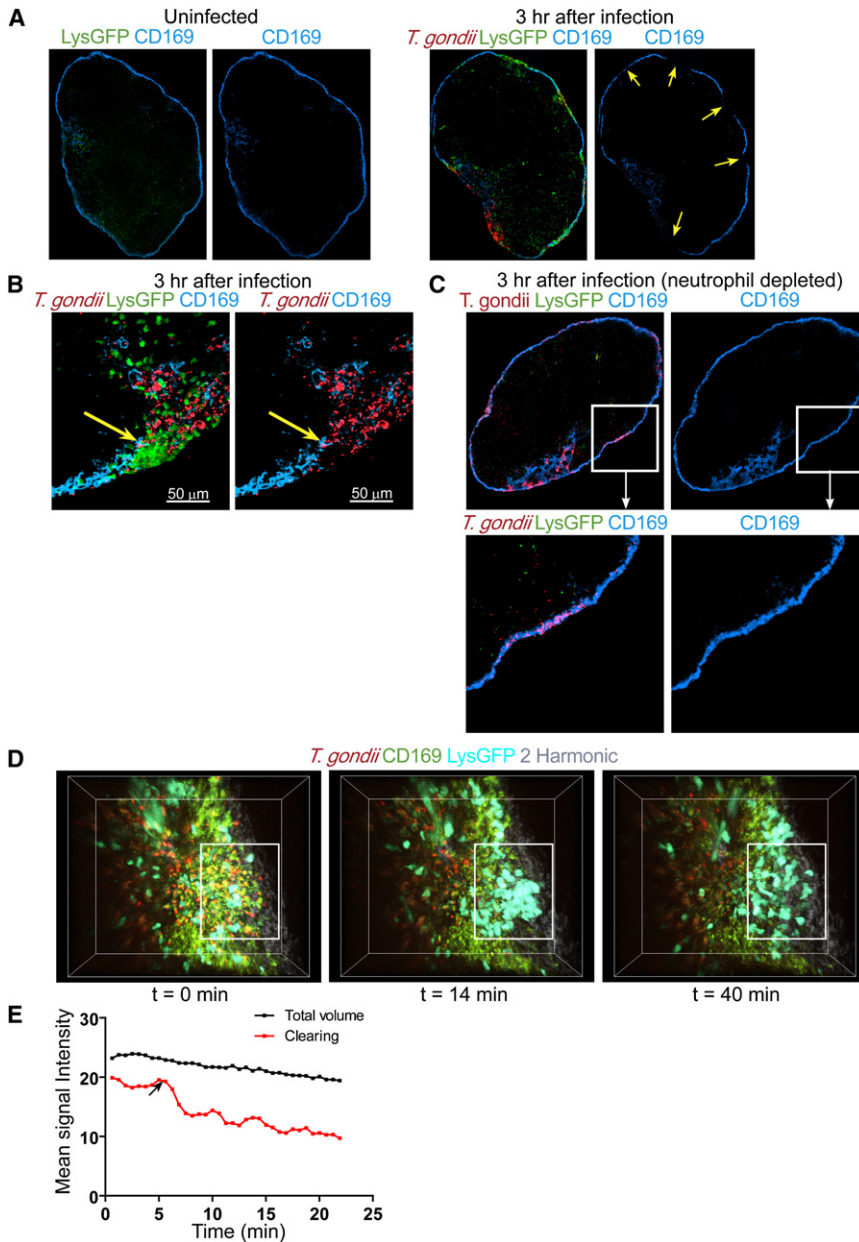 A
Uninfected
LysGFP CD169
CD169
3 hr after infection
T. gondii LysGFP CD169
CD169
B
3 hr after infection
T. gondii LysGFP CD169
T. gondii CD169
50 μm
50 μm
C
3 hr after infection (neutrophil depleted)
T. gondii LysGFP CD169
CD169
T. gondii LysGFP CD169
CD169
D
T. gondii CD169 LysGFP 2 Harmonic
t = 0 min
t = 14 min
t = 40 min
E
Mean signal Intensity
30
20
10
0
Total volume
Clearing
0 5 10 15 20 25
Time (min)